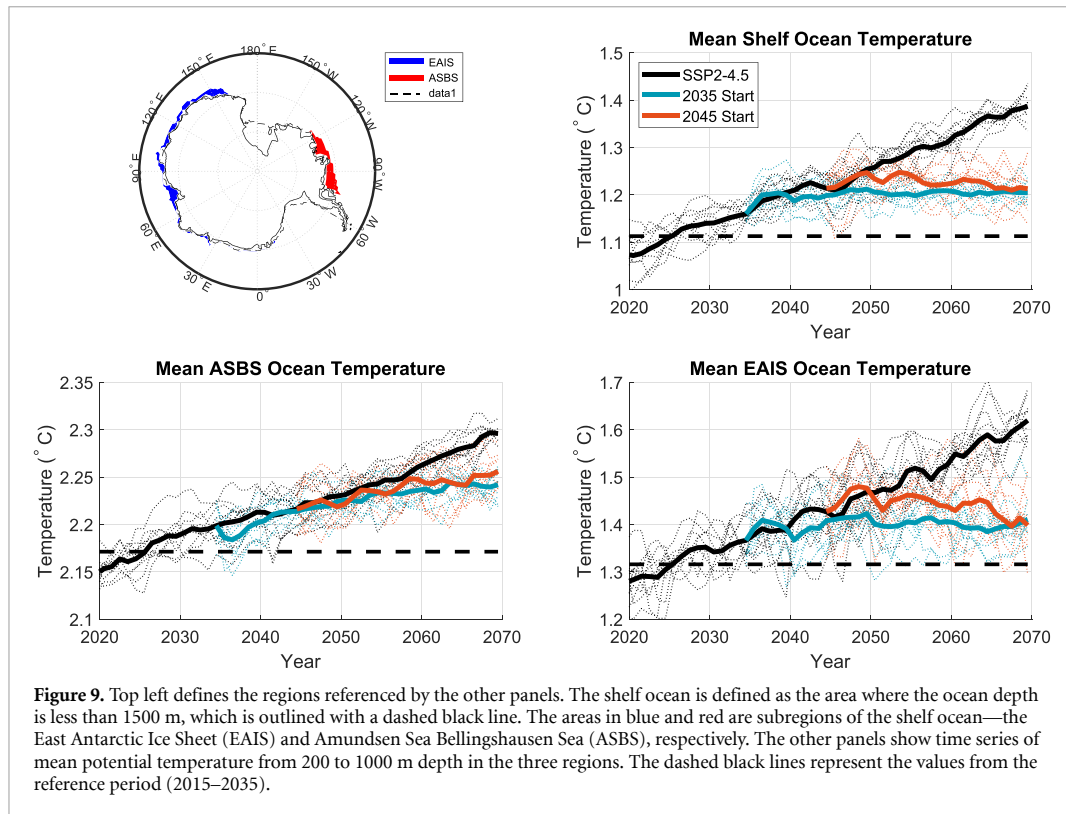 180° E
150° W
120° W
90° W
60° W
30° W
0°
30° E
60° E
90° E
120° E
150° E
EAIS
ASBS
data1
Mean Shelf Ocean Temperature
SSP2-4.5
2035 Start
2045 Start
Temperature (° C)
1.5
1.4
1.3
1.2
1.1
1
2020 2030 2040 2050 2060 2070
Year
Mean ASBS Ocean Temperature
Temperature (° C)
2.35
2.3
2.25
2.2
2.15
2.1
2020 2030 2040 2050 2060 2070
Year
Mean EAIS Ocean Temperature
Temperature (° C)
1.7
1.6
1.5
1.4
1.3
1.2
2020 2030 2040 2050 2060 2070
Year
Figure 9. Top left defines the regions referenced by the other panels. The shelf ocean is defined as the area where the ocean depth
is less than 1500 m, which is outlined with a dashed black line. The areas in blue and red are subregions of the shelf ocean—the
East Antarctic Ice Sheet (EAIS) and Amundsen Sea Bellingshausen Sea (ASBS), respectively. The other panels show time series of
mean potential temperature from 200 to 1000 m depth in the three regions. The dashed black lines represent the values from the
reference period (2015–2035).